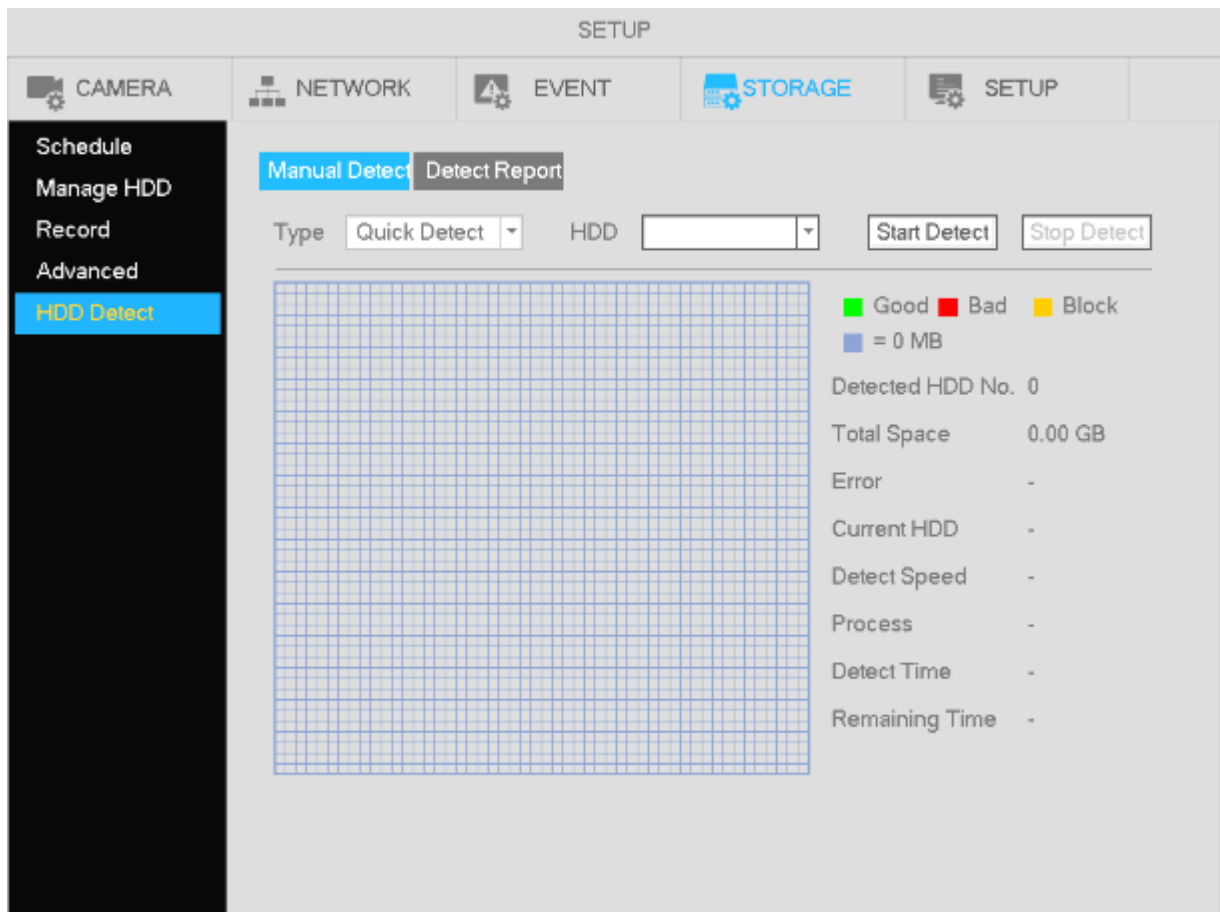 SETUP
CAMERA NETWORK EVENT STORAGE SETUP
Schedule
Manage HDD
Record
Advanced
HDD Detect
Manual Detect Detect Report
Type Quick Detect HDD Start Detect Stop Detect
Good Bad Block
= 0 MB
Detected HDD No. 0
Total Space 0.00 GB
Error -
Current HDD -
Detect Speed -
Process -
Detect Time -
Remaining Time -